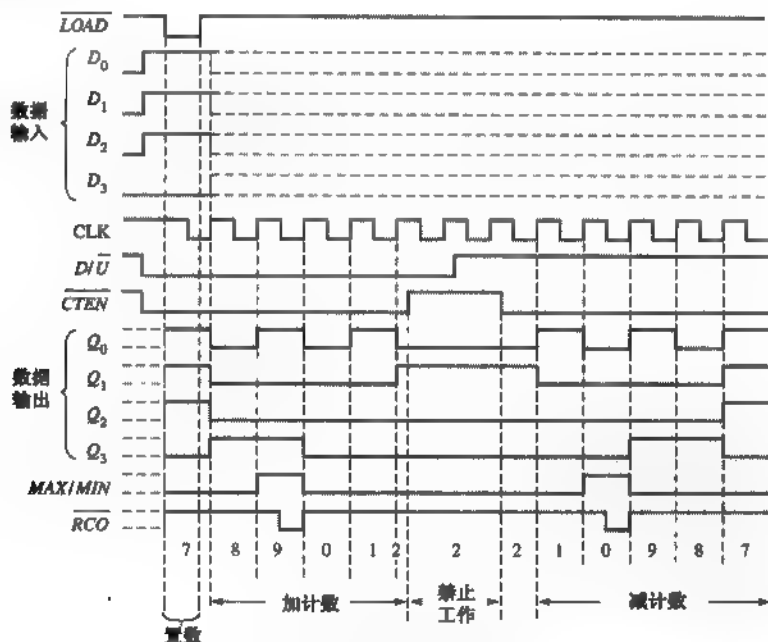 LOAD
D₀
D₁
数据
输入
D₂
D₃
CLK
D/U
CTEN
Q₀
数据
输出
Q₁
Q₂
Q₃
MAX/MIN
RCO
7 8 9 0 1 2 2 2 1 0 9 8 7
加计数
禁止
工作
减计数
置数